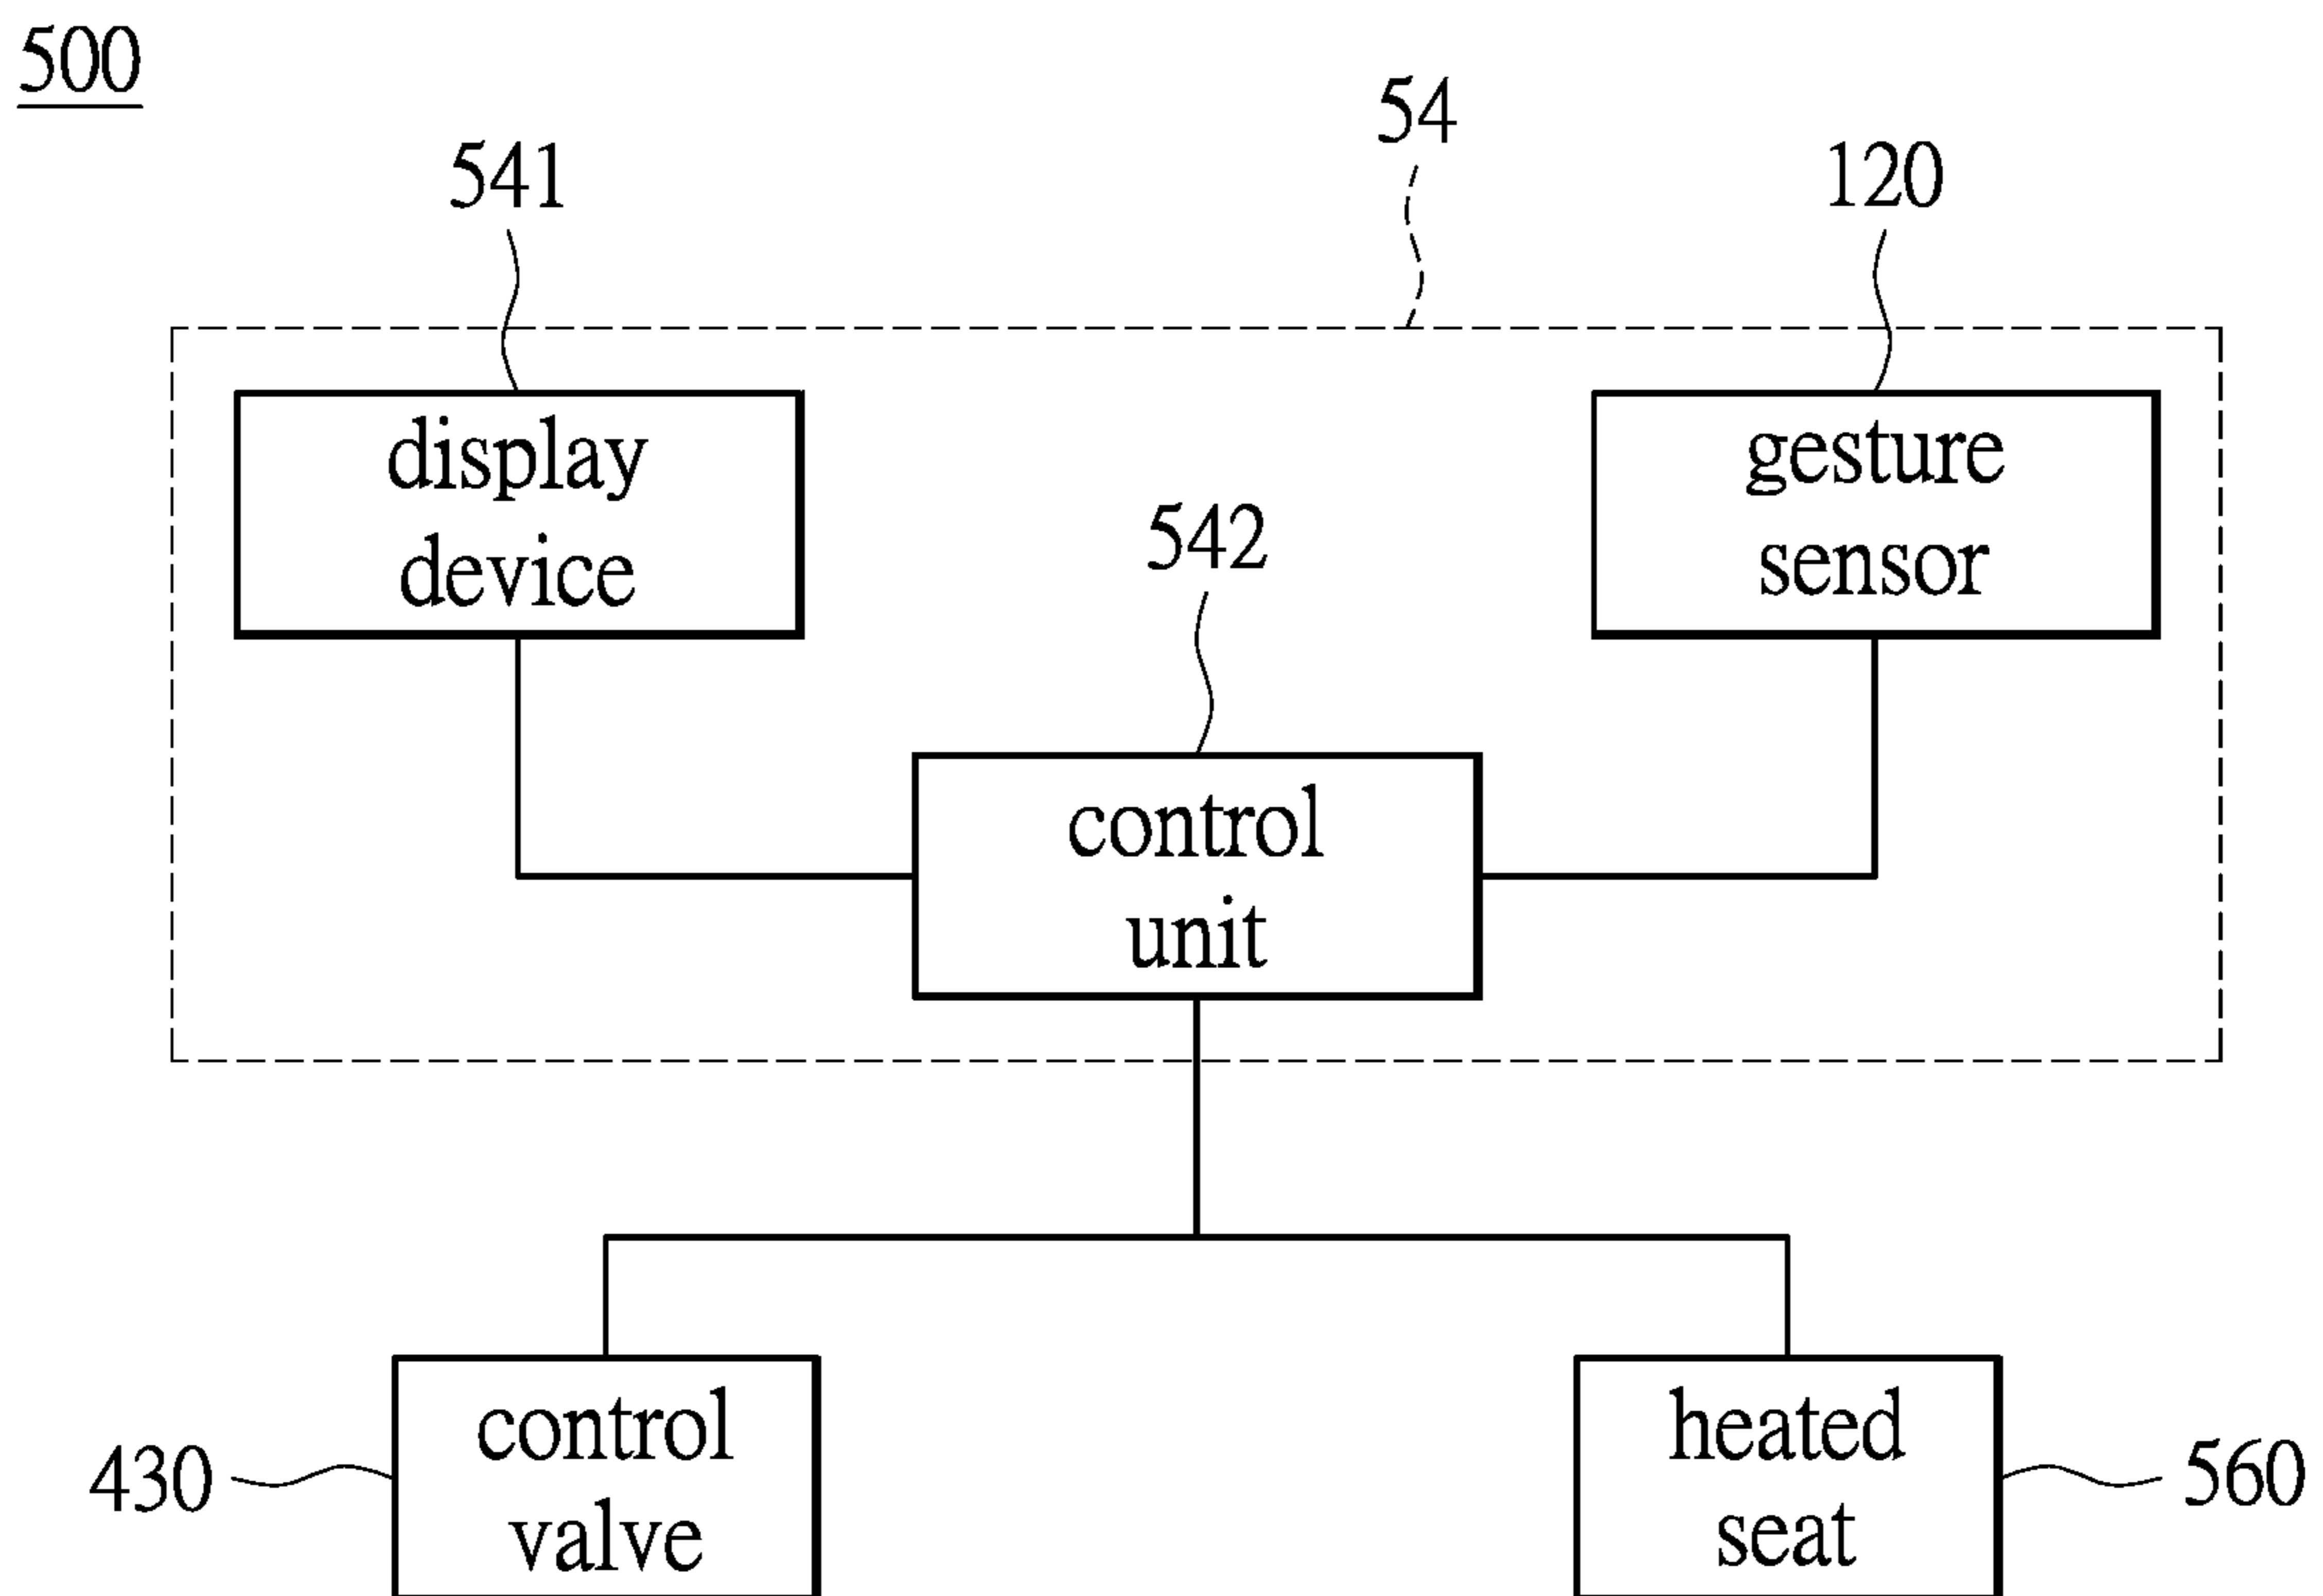 500
54
541
120
display
device
gesture
sensor
542
control
unit
430
control
valve
heated
seat
560